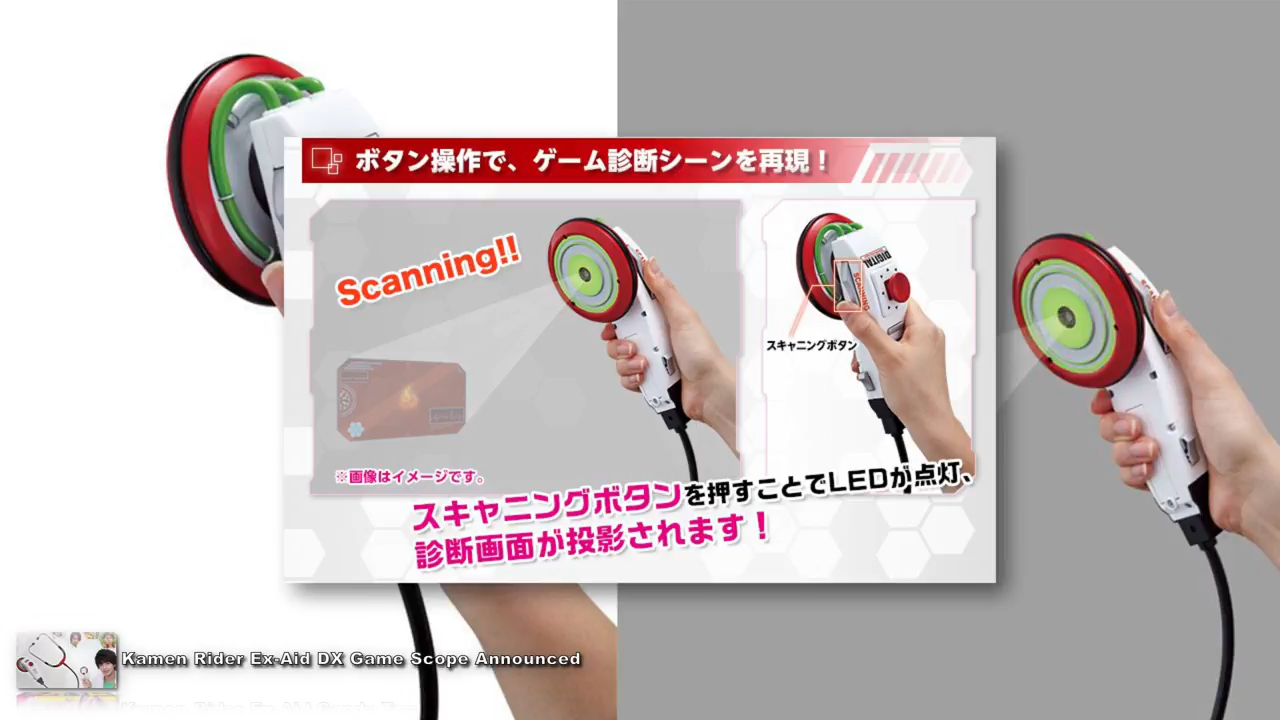 ボタン操作で、ゲーム診断シーンを再現！
Scanning!!
DIGITAL
SCANNING
スキャニングボタン
※画像はイメージです。
スキャニングボタンを押すことでLEDが点灯、
診断画面が投影されます！
Kamen Rider Ex-Aid DX Game Scope Announced